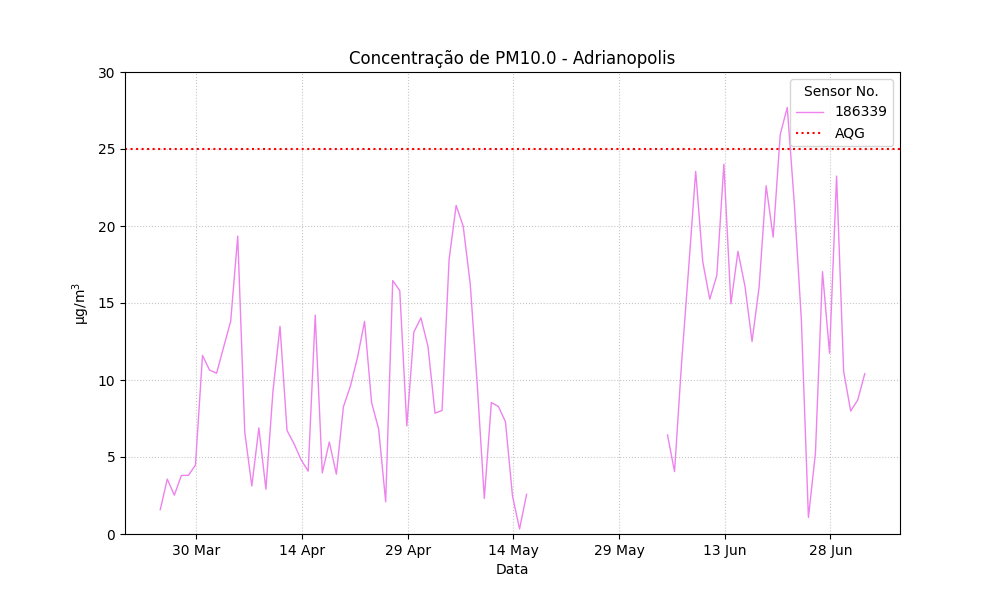 Concentração de PM10.0 - Adrianopolis
30
25
20
15
10
5
0
µg/m³
30 Mar
14 Apr
29 Apr
14 May
29 May
13 Jun
28 Jun
Data
Sensor No.
186339
AQG